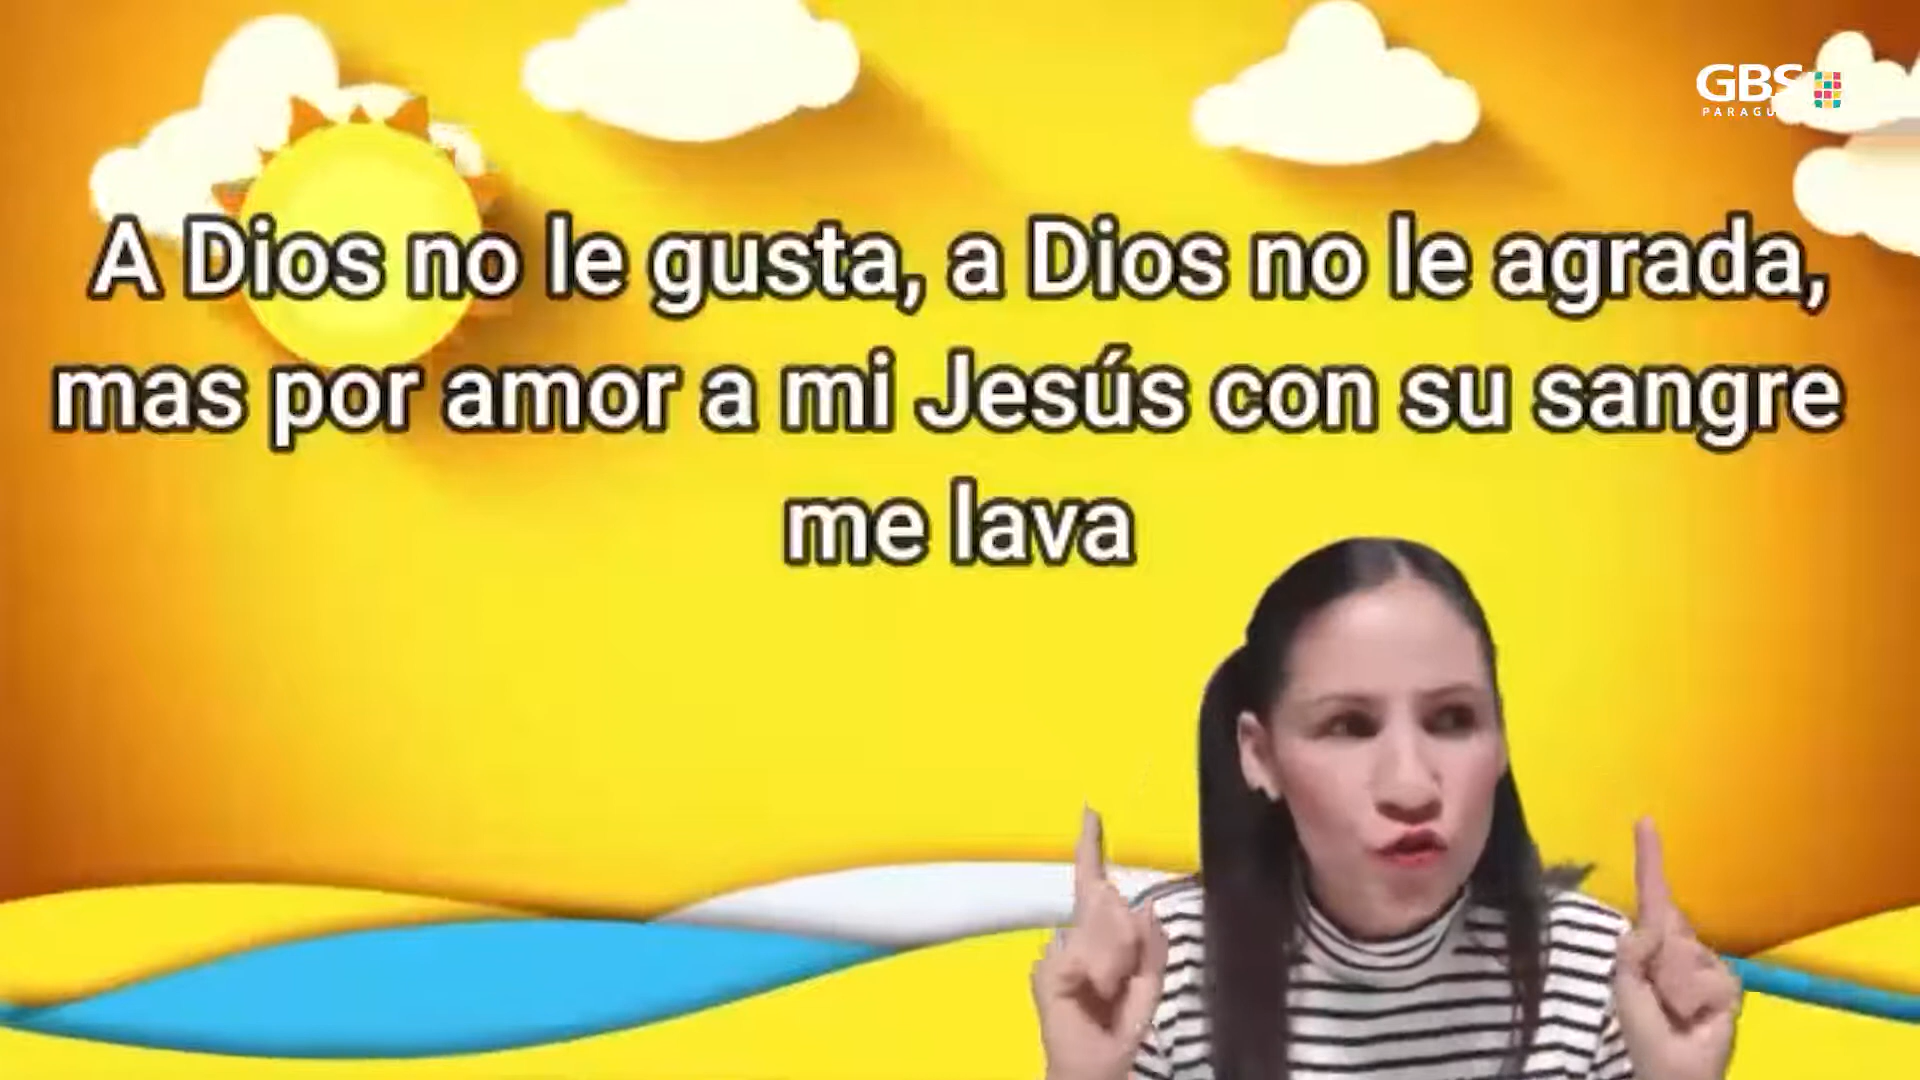 GBS
A Dios no le gusta, a Dios no le agrada,
mas por amor a mi Jesús con su sangre
me lava